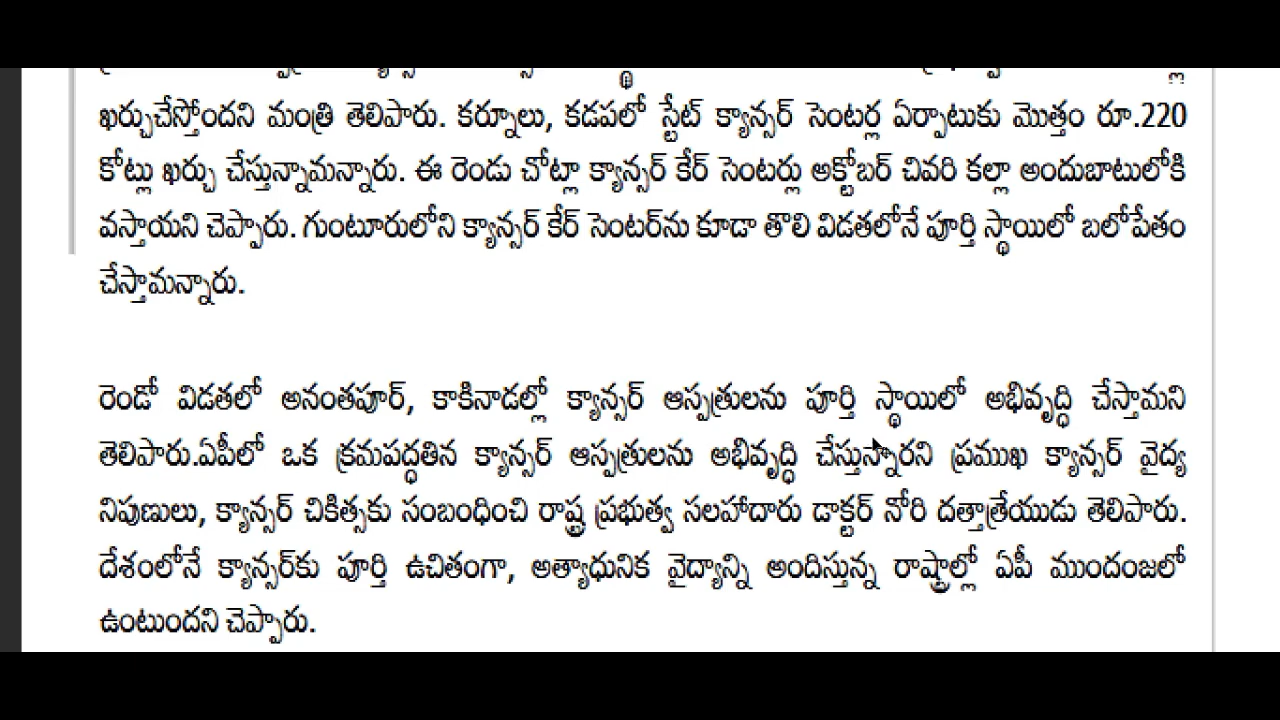 ఖర్చుచేస్తోందని మంత్రి తెలిపారు. కర్నూలు, కడపలో స్టేట్ క్యాన్సర్ సెంటర్ల ఏర్పాటుకు మొత్తం రూ.220
కోట్లు ఖర్చు చేస్తున్నామన్నారు. ఈ రెండు చోట్లా క్యాన్సర్ కేర్ సెంటర్లు అక్టోబర్ చివరి కల్లా అందుబాటులోకి
వస్తాయని చెప్పారు. గుంటూరులోని క్యాన్సర్ కేర్ సెంటర్‌ను కూడా తొలి విడతలోనే పూర్తి స్థాయిలో బలోపేతం
చేస్తామన్నారు.
రెండో విడతలో అనంతపూర్, కాకినాడల్లో క్యాన్సర్ ఆస్పత్రులను పూర్తి స్థాయిలో అభివృద్ధి చేస్తామని
తెలిపారు.ఏపీలో ఒక క్రమపద్ధతిన క్యాన్సర్ ఆస్పత్రులను అభివృద్ధి చేస్తున్నారని ప్రముఖ క్యాన్సర్ వైద్య
నిపుణులు, క్యాన్సర్ చికిత్సకు సంబంధించి రాష్ట్ర ప్రభుత్వ సలహాదారు డాక్టర్ నోరి దత్తాత్రేయుడు తెలిపారు.
దేశంలోనే క్యాన్సర్‌కు పూర్తి ఉచితంగా, అత్యాధునిక వైద్యాన్ని అందిస్తున్న రాష్ట్రాల్లో ఏపీ ముందంజలో
ఉంటుందని చెప్పారు.